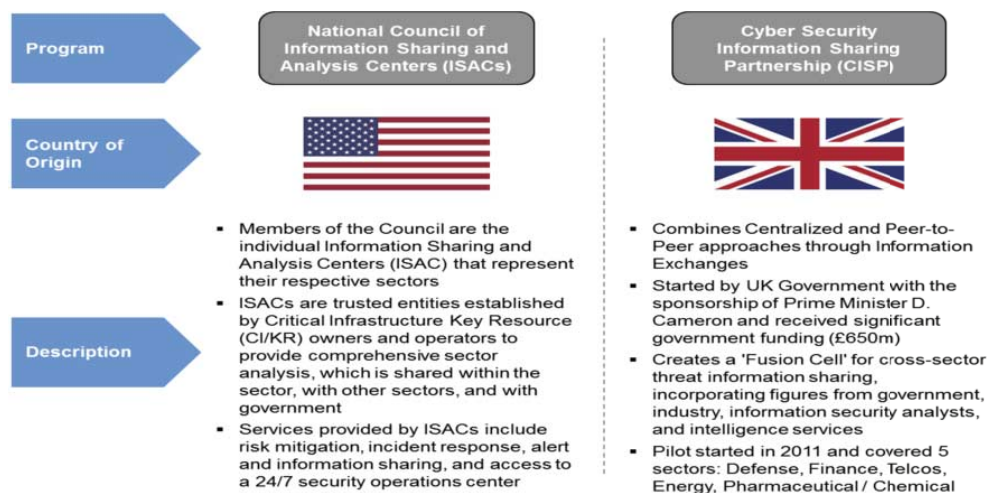 Program
National Council of
Information Sharing and
Analysis Centers (ISACs)
Cyber Security
Information Sharing
Partnership (CISP)
Country of
Origin
Description
▪ Members of the Council are the
individual Information Sharing and
Analysis Centers (ISAC) that represent
their respective sectors
▪ ISACs are trusted entities established
by Critical Infrastructure Key Resource
(CI/KR) owners and operators to
provide comprehensive sector
analysis, which is shared within the
sector, with other sectors, and with
government
▪ Services provided by ISACs include
risk mitigation, incident response, alert
and information sharing, and access to
a 24/7 security operations center
▪ Combines Centralized and Peer-to-
Peer approaches through Information
Exchanges
▪ Started by UK Government with the
sponsorship of Prime Minister D.
Cameron and received significant
government funding (£650m)
▪ Creates a 'Fusion Cell' for cross-sector
threat information sharing,
incorporating figures from government,
industry, information security analysts,
and intelligence services
▪ Pilot started in 2011 and covered 5
sectors: Defense, Finance, Telcos,
Energy, Pharmaceutical / Chemical